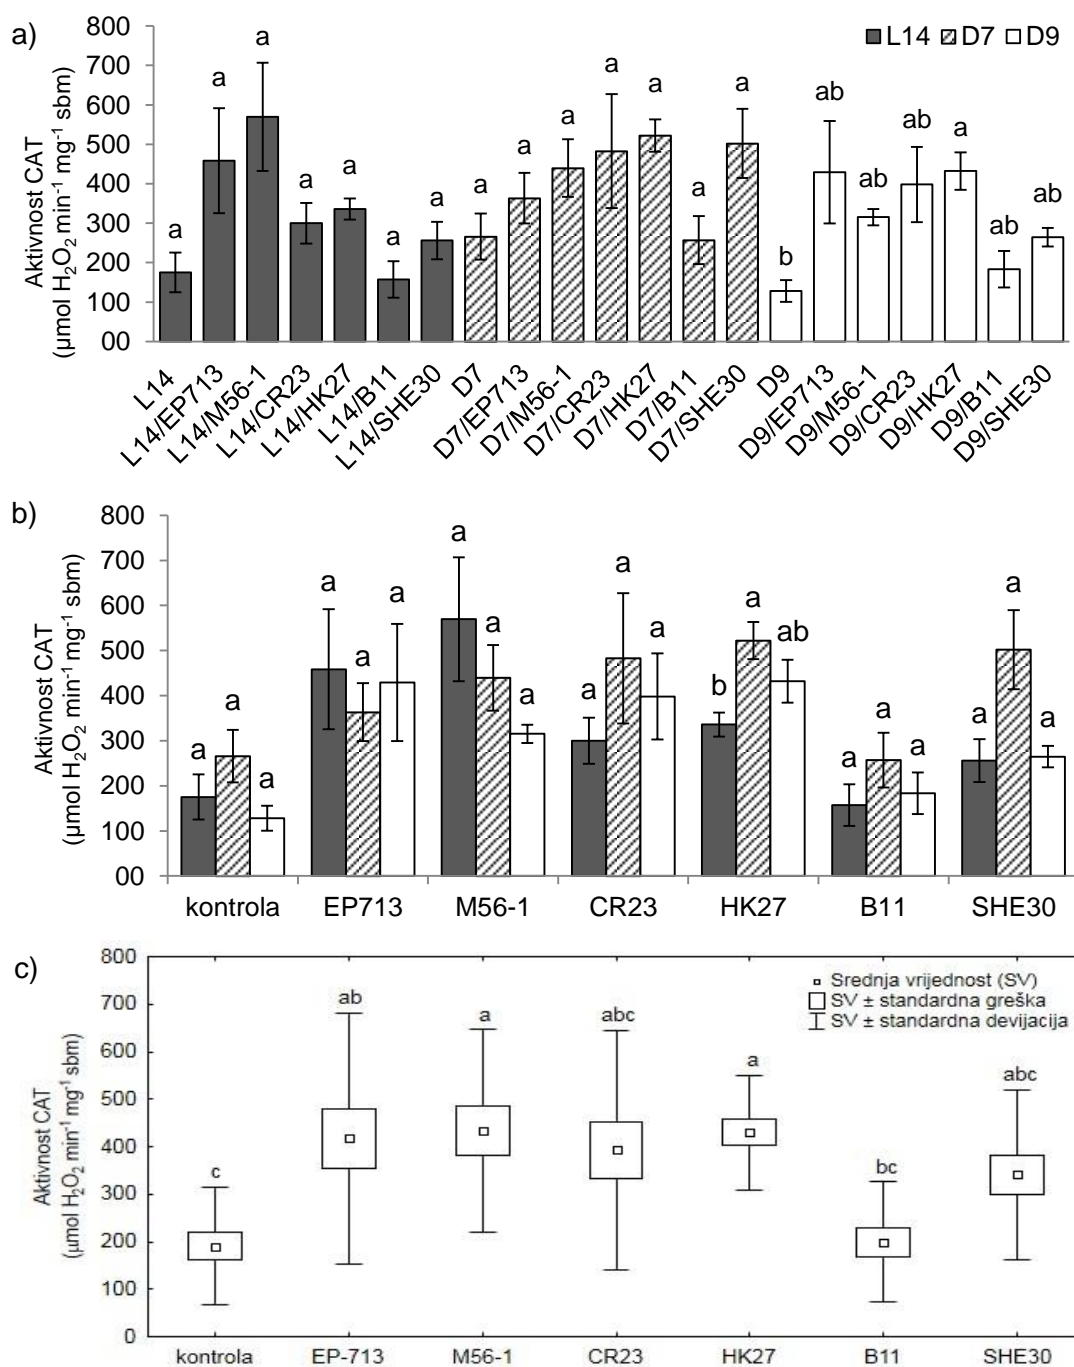 a)
Aktivnost CAT
(µmol H₂O₂ min⁻¹ mg⁻¹ sbm)
800
700
600
500
400
300
200
100
00
L14 D7 D9
a a a a a a a a a a a a a a b ab ab ab a ab ab
L14 L14/EP713 L14/M56-1 L14/CR23 L14/HK27 L14/B11 L14/SHE30 D7 D7/EP713 D7/M56-1 D7/CR23 D7/HK27 D7/B11 D7/SHE30 D9 D9/EP713 D9/M56-1 D9/CR23 D9/HK27 D9/B11 D9/SHE30
b)
Aktivnost CAT
(µmol H₂O₂ min⁻¹ mg⁻¹ sbm)
800
700
600
500
400
300
200
100
00
a a a a a a a a a a a a b a ab a a a a a a
kontrola EP713 M56-1 CR23 HK27 B11 SHE30
c)
Aktivnost CAT
(µmol H₂O₂ min⁻¹ mg⁻¹ sbm)
800
700
600
500
400
300
200
100
0
Srednja vrijednost (SV)
SV ± standardna greška
SV ± standardna devijacija
c ab a abc a bc abc
kontrola EP-713 M56-1 CR23 HK27 B11 SHE30